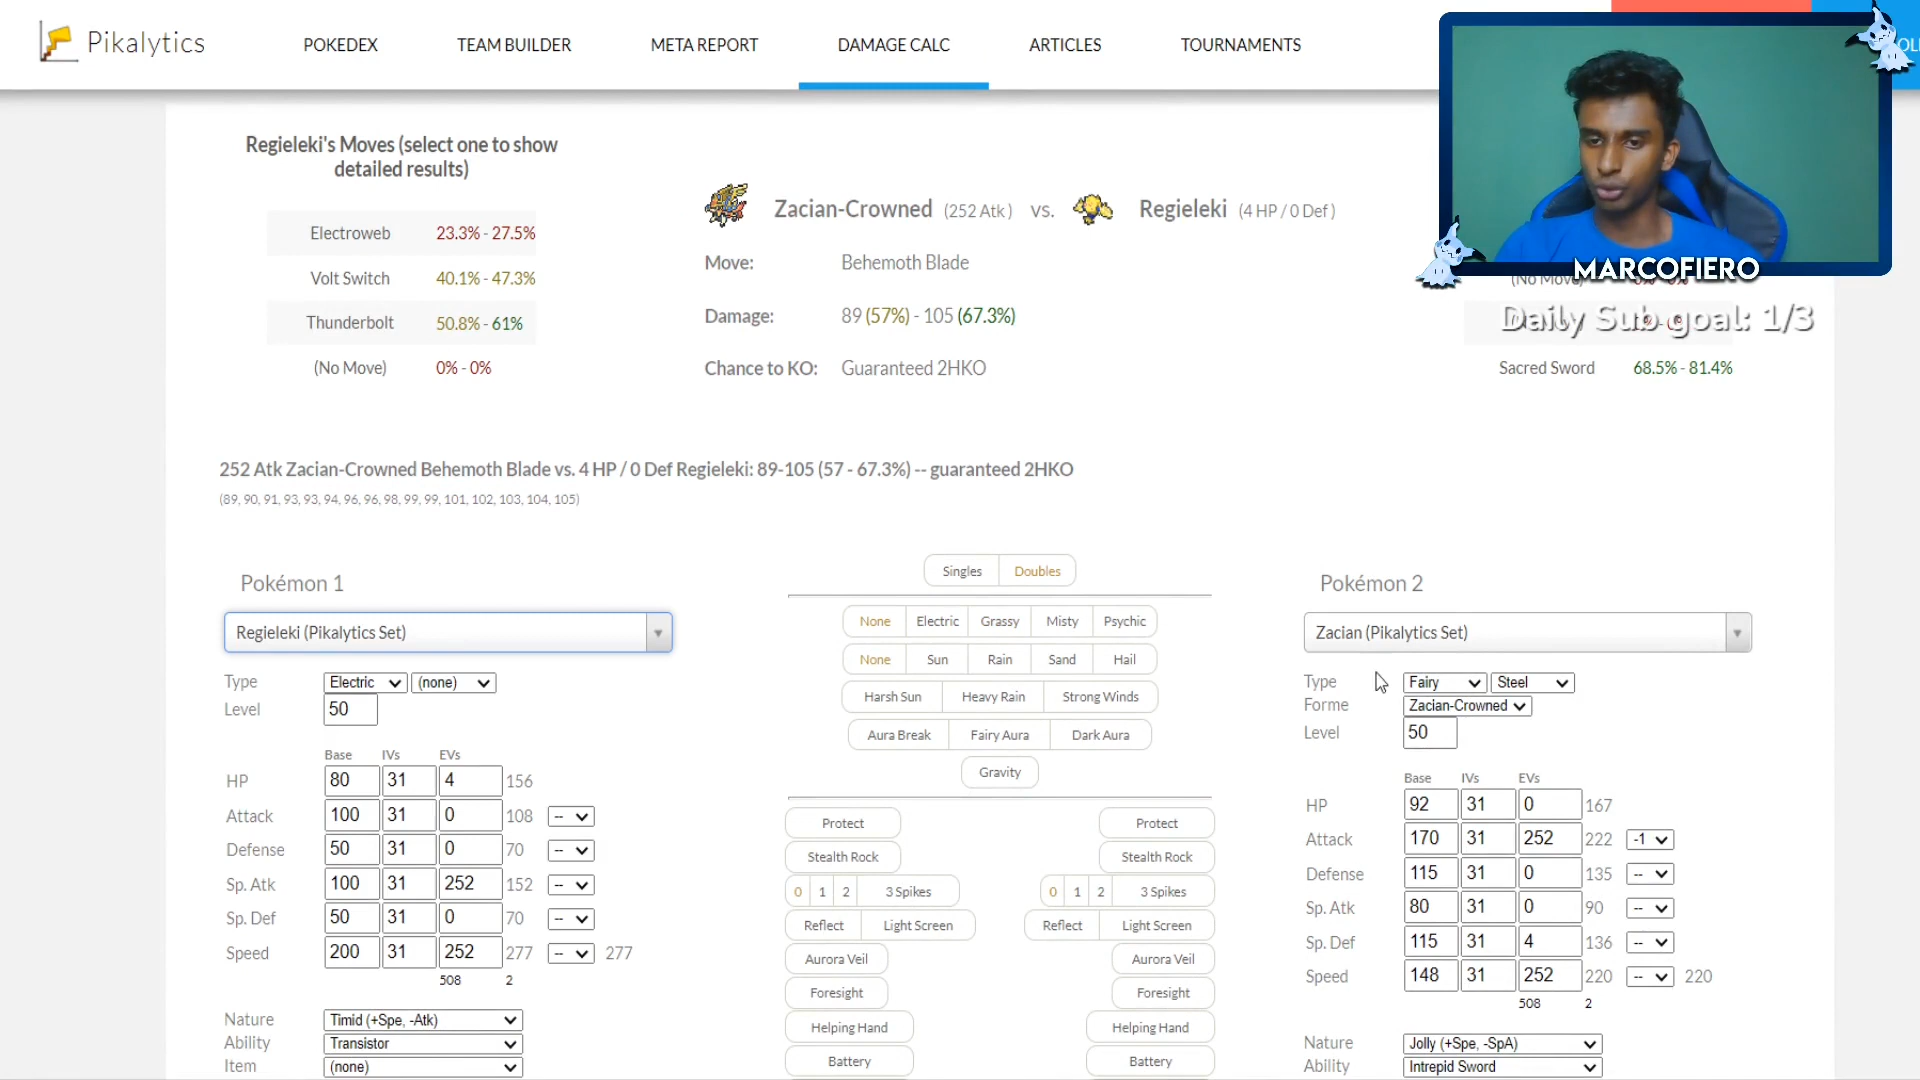 Pikalytics
POKEDEX
TEAM BUILDER
META REPORT
DAMAGE CALC
ARTICLES
TOURNAMENTS
Regieleki's Moves (select one to show
detailed results)
Electroweb 23.3% - 27.5%
Volt Switch 40.1% - 47.3%
Thunderbolt 50.8% - 61%
(No Move) 0% - 0%
Zacian-Crowned (252 Atk) vs. Regieleki (4 HP / 0 Def)
Move: Behemoth Blade
Damage: 89 (57%) - 105 (67.3%)
Chance to KO: Guaranteed 2HKO
MARCOFIERO
(No Move)
Daily Sub goal: 1/3
Sacred Sword 68.5% - 81.4%
252 Atk Zacian-Crowned Behemoth Blade vs. 4 HP / 0 Def Regieleki: 89-105 (57 - 67.3%) -- guaranteed 2HKO
(89, 90, 91, 93, 93, 94, 96, 96, 98, 99, 99, 101, 102, 103, 104, 105)
Pokémon 1
Regieleki (Pikalytics Set)
Type Electric (none)
Level 50
Base IVs EVs
HP 80 31 4 156
Attack 100 31 0 108 --
Defense 50 31 0 70 --
Sp. Atk 100 31 252 152 --
Sp. Def 50 31 0 70 --
Speed 200 31 252 277 -- 277
508 2
Nature Timid (+Spe, -Atk)
Ability Transistor
Item (none)
Singles Doubles
None Electric Grassy Misty Psychic
None Sun Rain Sand Hail
Harsh Sun Heavy Rain Strong Winds
Aura Break Fairy Aura Dark Aura
Gravity
Protect Protect
Stealth Rock Stealth Rock
0 1 2 3 Spikes 0 1 2 3 Spikes
Reflect Light Screen Reflect Light Screen
Aurora Veil Aurora Veil
Foresight Foresight
Helping Hand Helping Hand
Battery Battery
Pokémon 2
Zacian (Pikalytics Set)
Type Fairy Steel
Forme Zacian-Crowned
Level 50
Base IVs EVs
HP 92 31 0 167
Attack 170 31 252 222 -1
Defense 115 31 0 135 --
Sp. Atk 80 31 0 90 --
Sp. Def 115 31 4 136 --
Speed 148 31 252 220 -- 220
508 2
Nature Jolly (+Spe, -SpA)
Ability Intrepid Sword